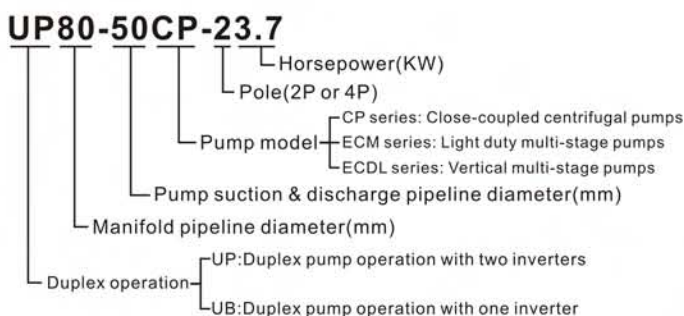 UP80-50CP-23.7
Horsepower(KW)
Pole(2P or 4P)
CP series: Close-coupled centrifugal pumps
Pump model
ECM series: Light duty multi-stage pumps
ECDL series: Vertical multi-stage pumps
Pump suction & discharge pipeline diameter(mm)
Manifold pipeline diameter(mm)
UP:Duplex pump operation with two inverters
Duplex operation
UB:Duplex pump operation with one inverter